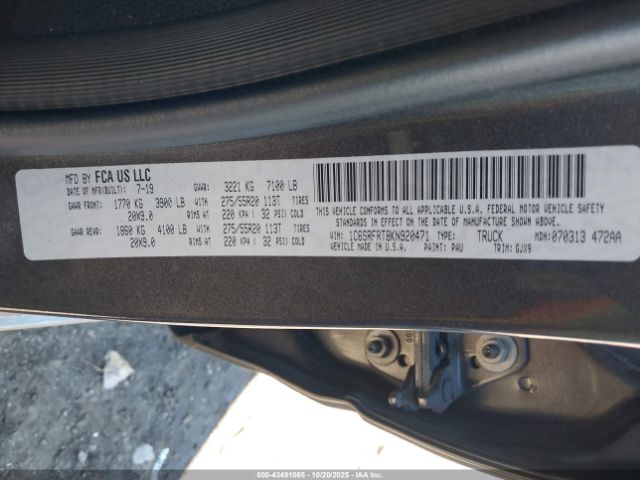 MFD BY FCA US LLC
DATE OF MFR(BUILT): 7-19 GVWR: 3221 KG 7100 LB
GAWR FRONT: 1770 KG 3900 LB WITH 275/55R20 113T TIRES
20X9.0 RIMS AT 220 KPA ( 32 PSI) COLD
GAWR REAR: 1860 KG 4100 LB WITH 275/55R20 113T TIRES
20X9.0 RIMS AT 220 KPA ( 32 PSI) COLD
THIS VEHICLE CONFORMS TO ALL APPLICABLE U.S.A. FEDERAL MOTOR VEHICLE SAFETY
STANDARDS IN EFFECT ON THE DATE OF MANUFACTURE SHOWN ABOVE.
VIN: 1C6SRFRT8KN920471 TYPE: TRUCK MDH: 070313 472AA
VEHICLE MADE IN U.S.A. PAINT: PAU TRIM: GJX9
000-43491065 - 10/20/2025 - COPYRIGHT IAA, LLC.